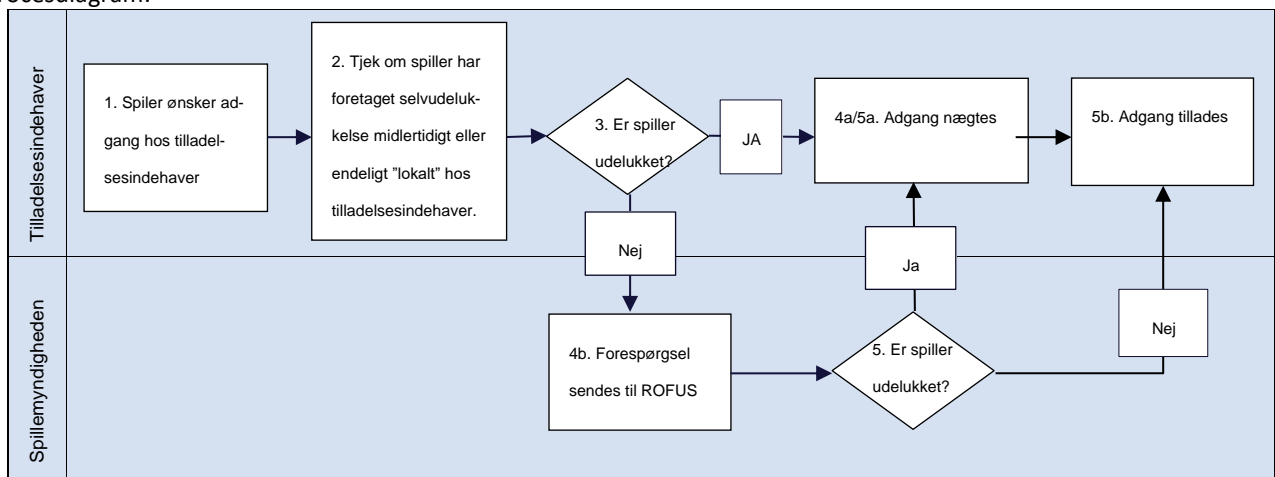 Tilladelsesindehaver
1. Spiler ønsker ad-
gang hos tilladel-
sesindehaver
2. Tjek om spiller har
foretaget selvudeluk-
kelse midlertidigt eller
endeligt ”lokalt” hos
tilladelsesindehaver.
3. Er spiller
udelukket?
JA
4a/5a. Adgang nægtes
5b. Adgang tillades
Nej
Ja
Spillemyndigheden
4b. Forespørgsel
sendes til ROFUS
5. Er spiller
udelukket?
Nej